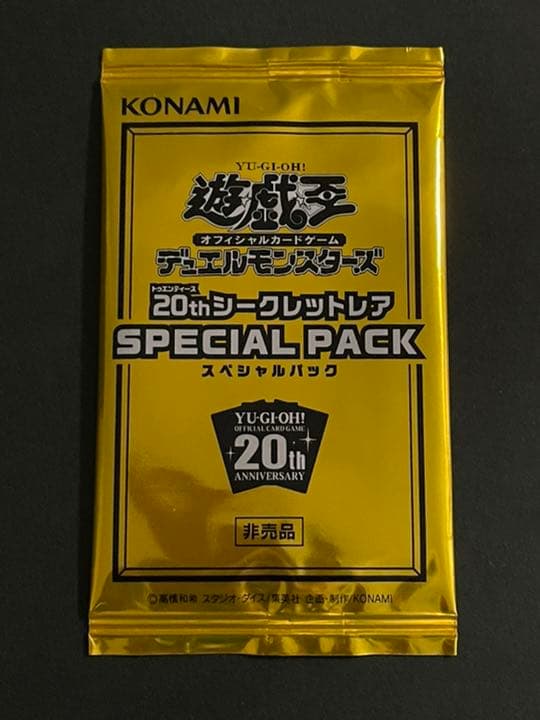 KONAMI
YU-GI-OH!
遊戯王
オフィシャルカードゲーム
デュエルモンスターズ
トゥエンティース
20thシークレットレア
SPECIAL PACK
スペシャルパック
YU-GI-OH!
OFFICIAL CARD GAME
20th
ANNIVERSARY
非売品
©高橋和希 スタジオ・ダイス/集英社 企画・制作/KONAMI